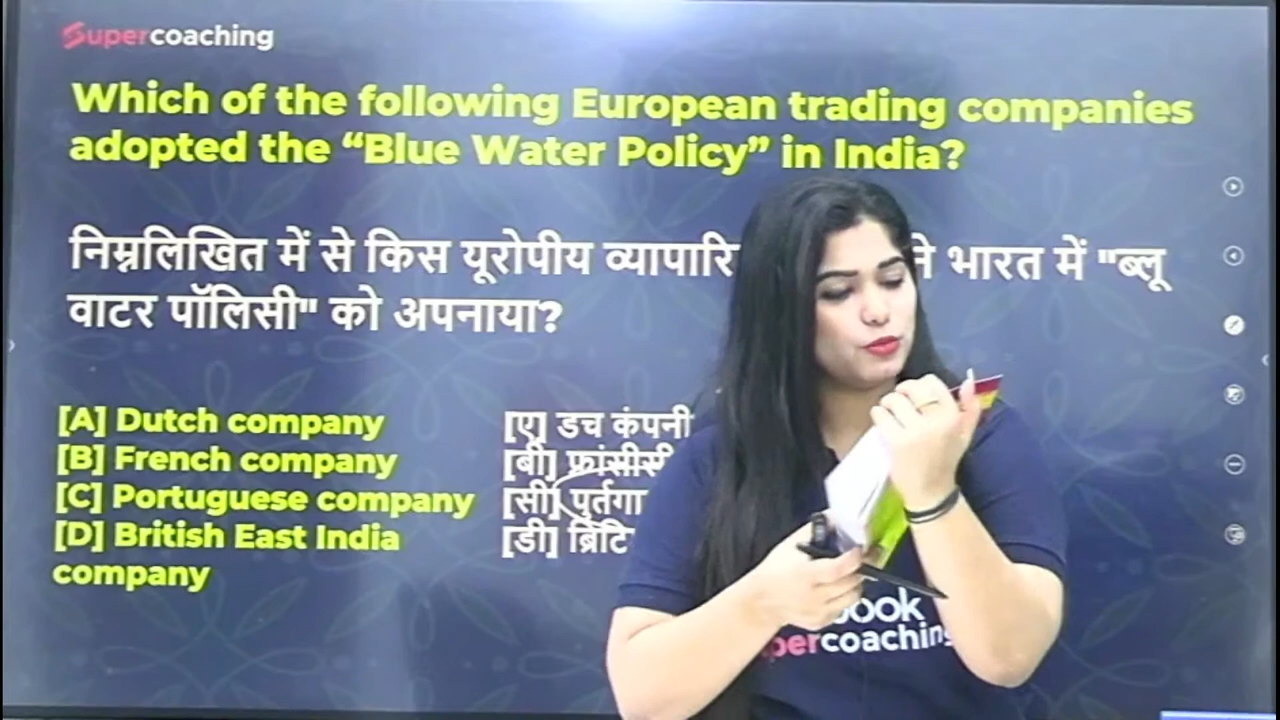 Supercoaching
Which of the following European trading companies
adopted the “Blue Water Policy” in India?
निम्नलिखित में से किस यूरोपीय ने भारत में "ब्लू
वाटर पॉलिसी" को अपनाया?
[A] Dutch company
[B] French company
[C] Portuguese company
[D] British East India
company
[ए] डच कंपनी
[बी]
[सी]
[डी]
supercoaching